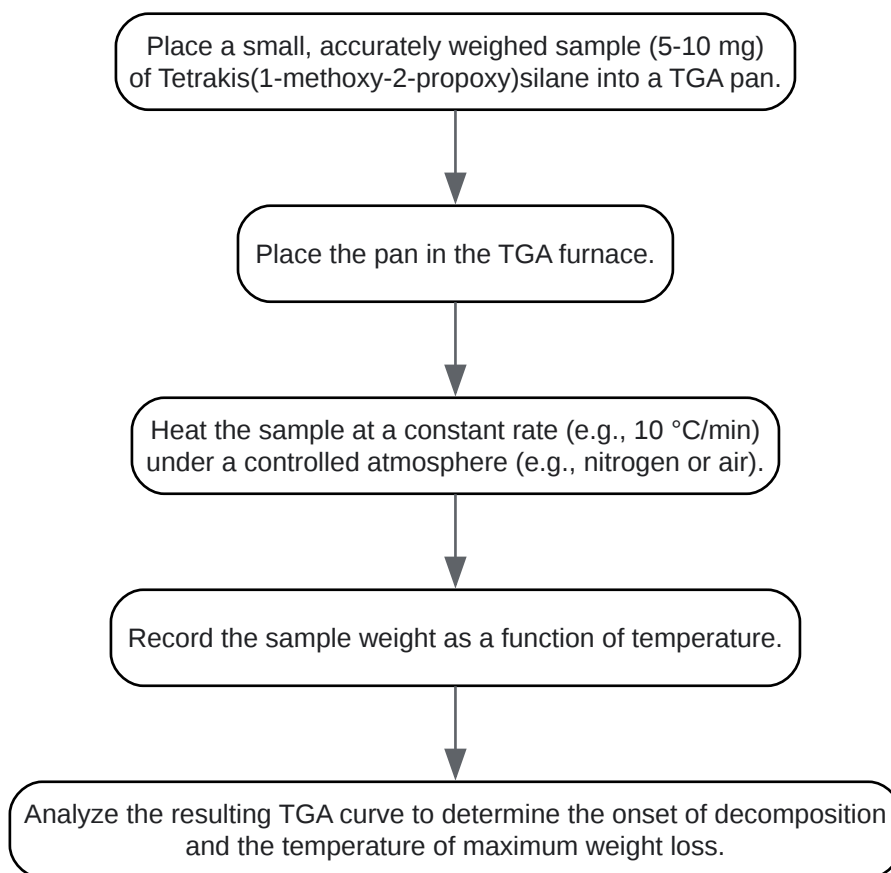 Place a small, accurately weighed sample (5-10 mg)
of Tetrakis(1-methoxy-2-propoxy)silane into a TGA pan.
Place the pan in the TGA furnace.
Heat the sample at a constant rate (e.g., 10 °C/min)
under a controlled atmosphere (e.g., nitrogen or air).
Record the sample weight as a function of temperature.
Analyze the resulting TGA curve to determine the onset of decomposition
and the temperature of maximum weight loss.